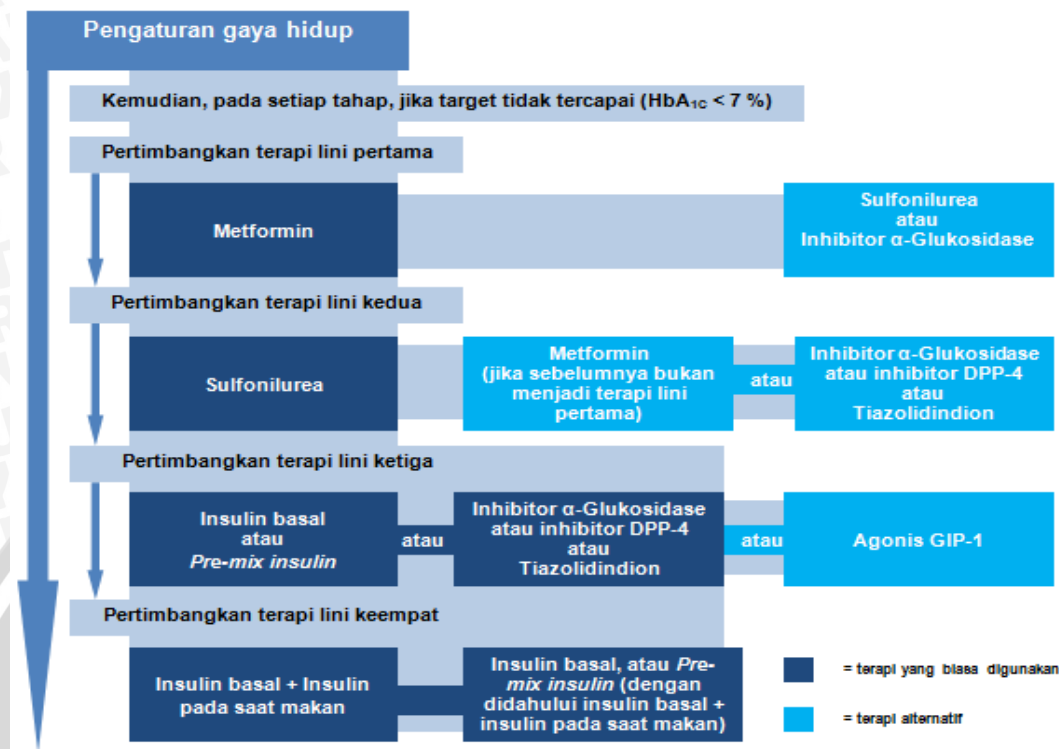 Pengaturan gaya hidup
Kemudian, pada setiap tahap, jika target tidak tercapai (HbA1C < 7 %)
Pertimbangkan terapi lini pertama
Metformin
Sulfonilurea
atau
Inhibitor α-Glukosidase
Pertimbangkan terapi lini kedua
Sulfonilurea
Metformin
(jika sebelumnya bukan
menjadi terapi lini
pertama)
atau
Inhibitor α-Glukosidase
atau inhibitor DPP-4
atau
Tiazolidindion
Pertimbangkan terapi lini ketiga
Insulin basal
atau
Pre-mix insulin
atau
Inhibitor α-Glukosidase
atau inhibitor DPP-4
atau
Tiazolidindion
atau
Agonis GIP-1
Pertimbangkan terapi lini keempat
Insulin basal + Insulin
pada saat makan
Insulin basal, atau Pre-
mix insulin (dengan
didahului insulin basal +
insulin pada saat makan)
= terapi yang biasa digunakan
= terapi alternatif